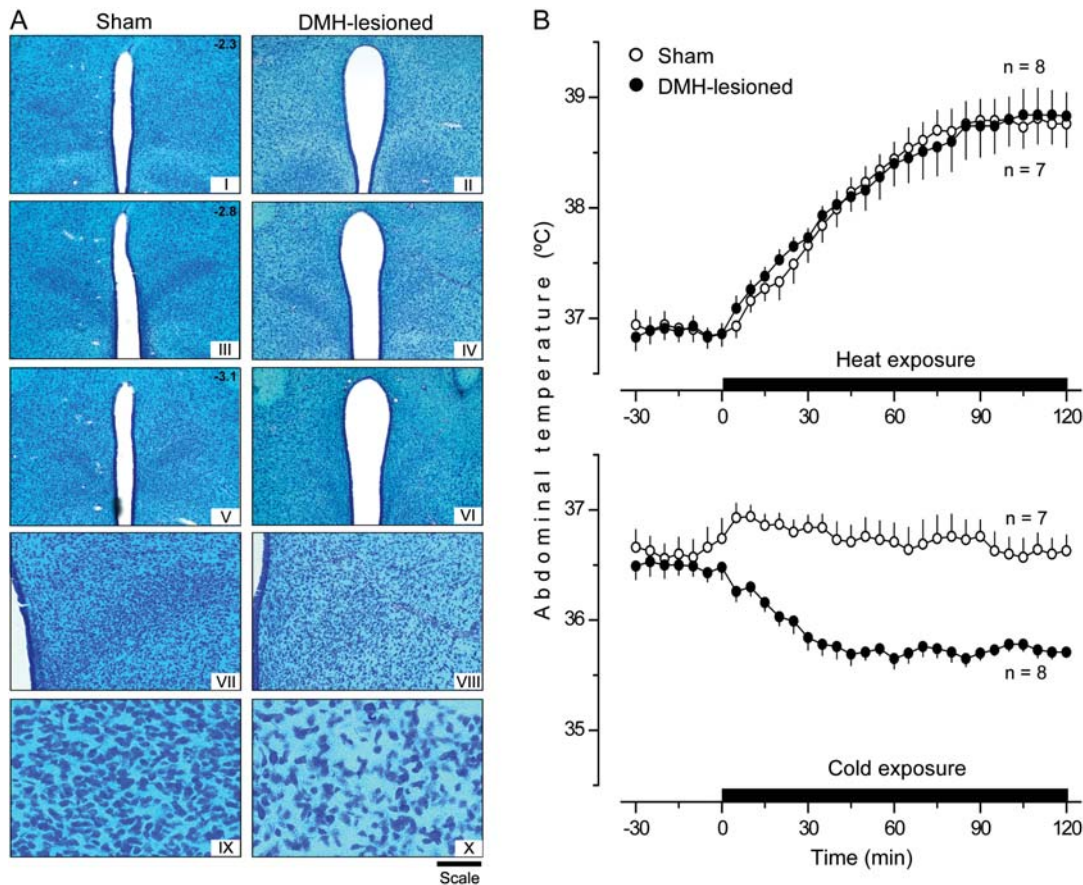 A
Sham
DMH-lesioned
-2.3
I
II
-2.8
III
IV
-3.1
V
VI
VII
VIII
IX
X
Scale
B
Abdominal temperature (ºC)
Sham
DMH-lesioned
n = 8
n = 7
39
38
37
Heat exposure
-30 0 30 60 90 120
37
36
35
n = 7
n = 8
Cold exposure
-30 0 30 60 90 120
Time (min)